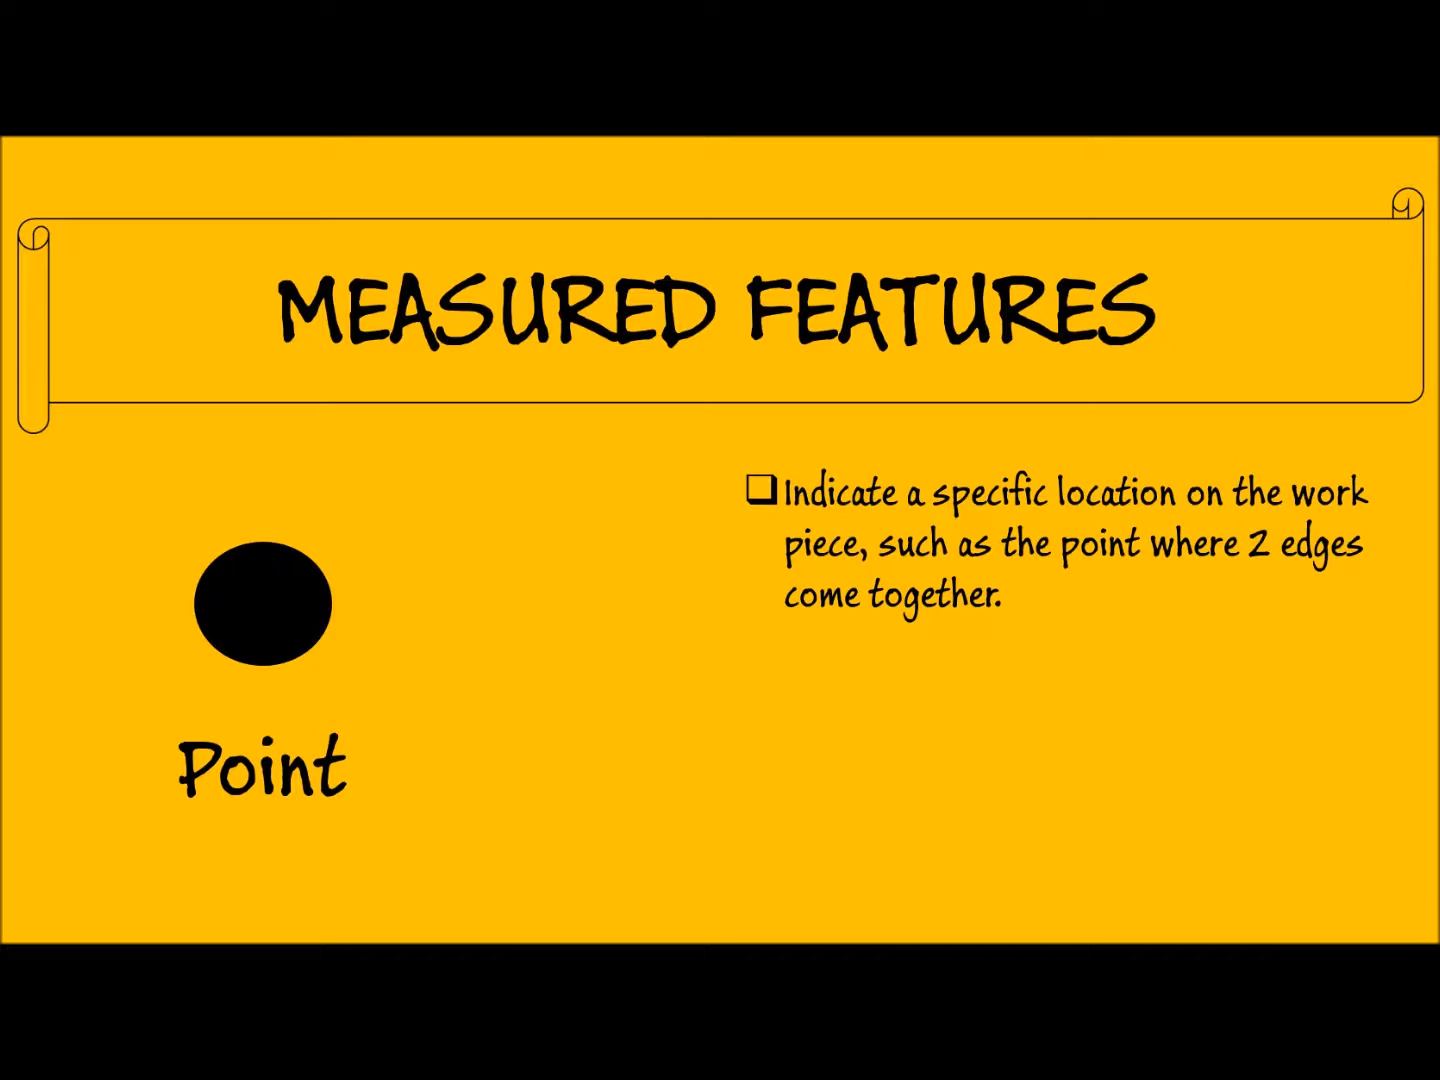 MEASURED FEATURES
Indicate a specific location on the work
piece, such as the point where 2 edges
come together.
Point